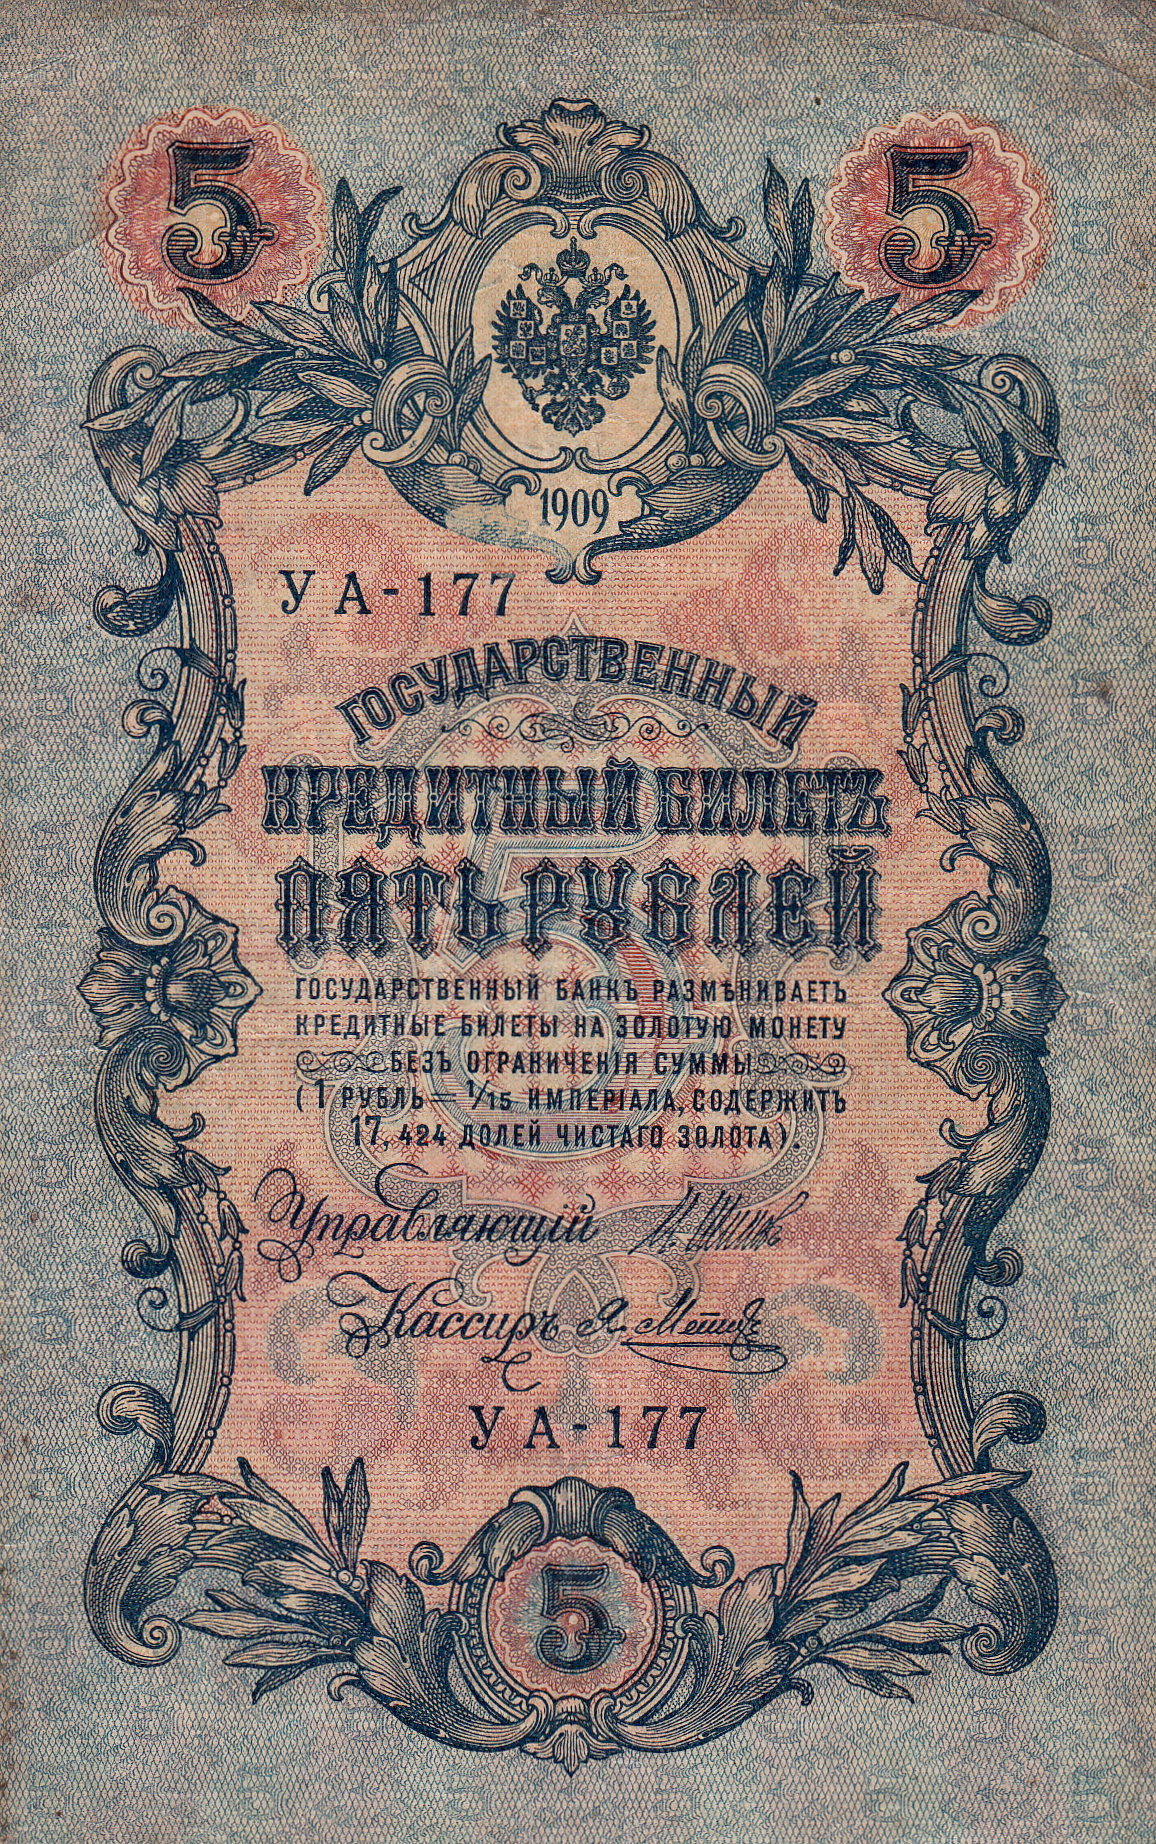 5 5
1909
УА-177
ГОСУДАРСТВЕННЫЙ
КРЕДИТНЫЙ БИЛЕТЪ
ПЯТЬ РУБЛЕЙ
ГОСУДАРСТВЕННЫЙ БАНКЪ РАЗМѢНИВАЕТЪ
КРЕДИТНЫЕ БИЛЕТЫ НА ЗОЛОТУЮ МОНЕТУ
БЕЗЪ ОГРАНИЧЕНІЯ СУММЫ
(1 РУБЛЬ = 1/15 ИМПЕРІАЛА, СОДЕРЖИТЪ
17,424 ДОЛЕЙ ЧИСТАГО ЗОЛОТА).
Управляющій
Кассиръ
УА-177
5